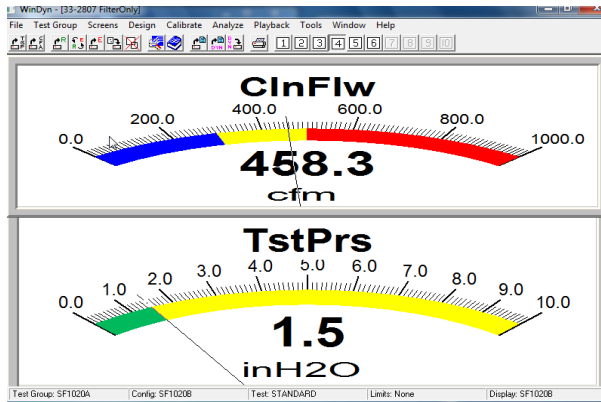 WinDyn - [33-2807 FilterOnly]
File Test Group Screens Design Calibrate Analyze Playback Tools Window Help
1 2 3 4 5 6 7 8 9 10
ClnFlw
0.0 200.0 400.0 600.0 800.0 1000.0
458.3
cfm
TstPrs
0.0 1.0 2.0 3.0 4.0 5.0 6.0 7.0 8.0 9.0 10.0
1.5
inH2O
Test Group: SF1020A Config: SF1020B Test: STANDARD Limits: None Display: SF1020B